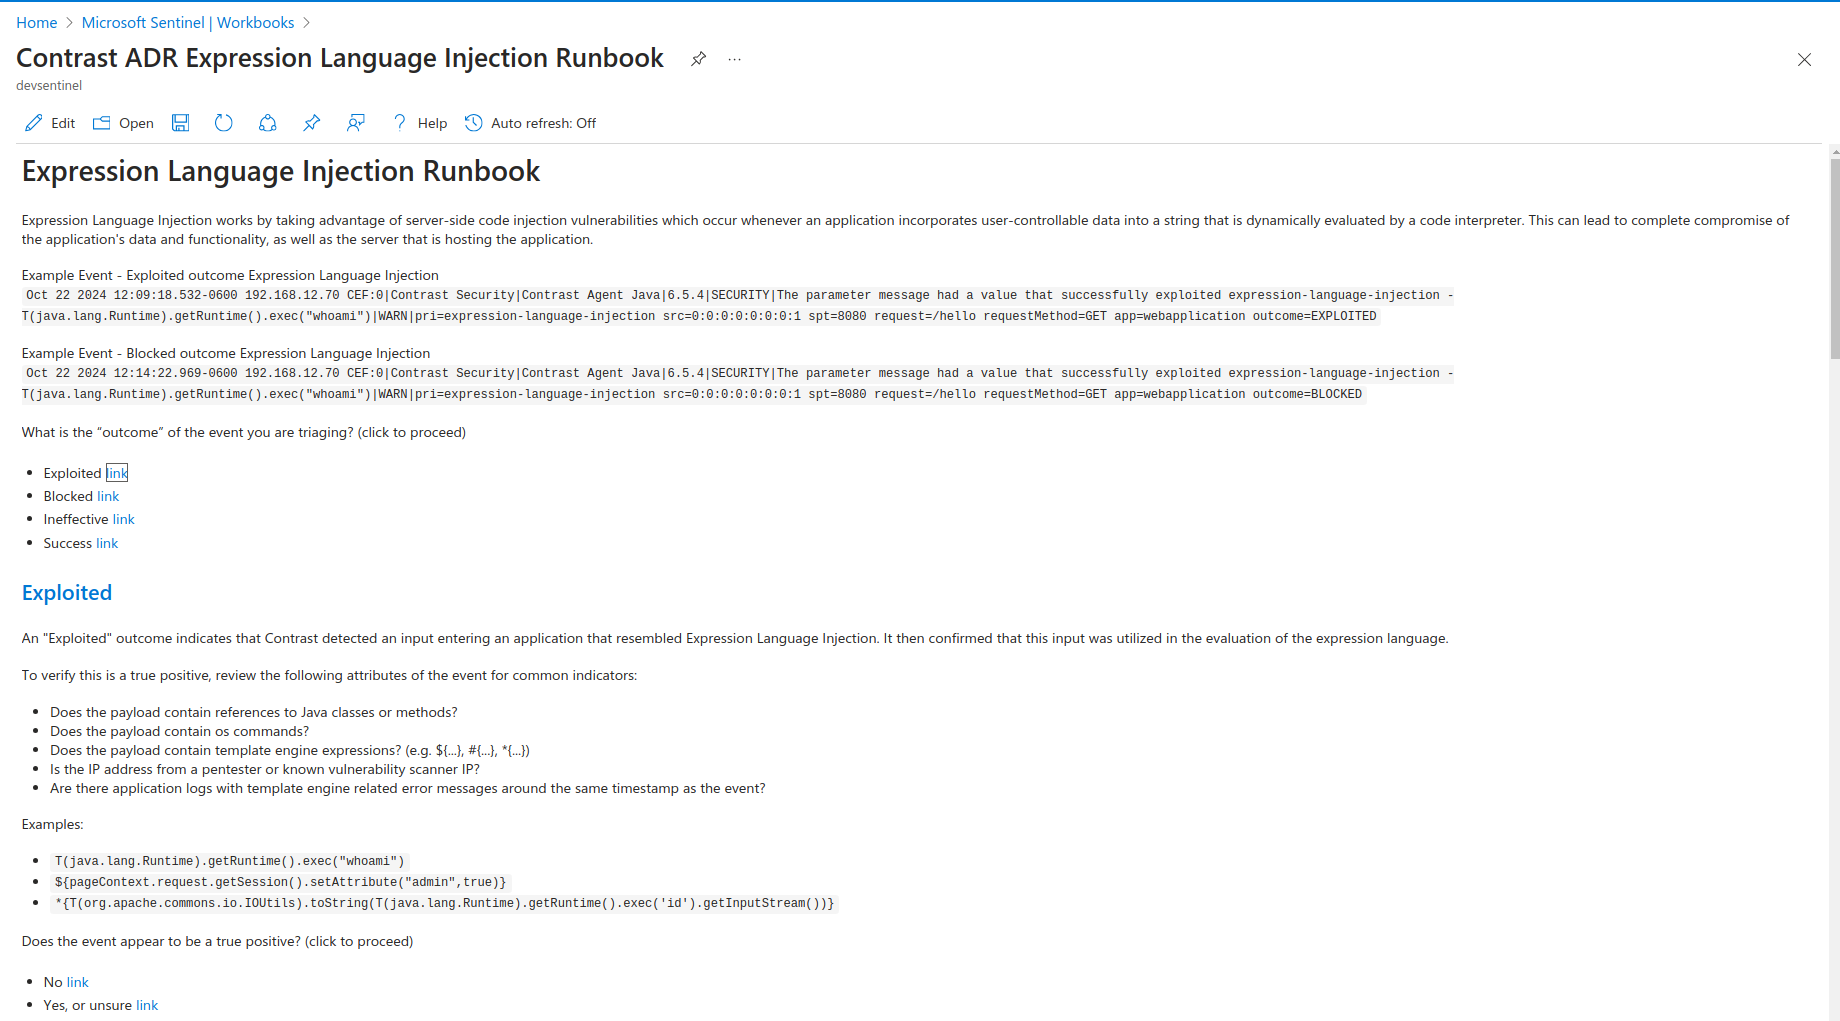 Home > Microsoft Sentinel | Workbooks >
Contrast ADR Expression Language Injection Runbook ...
devsentinel
Edit Open Help Auto refresh: Off
Expression Language Injection Runbook
Expression Language Injection works by taking advantage of server-side code injection vulnerabilities which occur whenever an application incorporates user-controllable data into a string that is dynamically evaluated by a code interpreter. This can lead to complete compromise of
the application's data and functionality, as well as the server that is hosting the application.
Example Event - Exploited outcome Expression Language Injection
Oct 22 2024 12:09:18.532-0600 192.168.12.70 CEF:0|Contrast Security|Contrast Agent Java|6.5.4|SECURITY|The parameter message had a value that successfully exploited expression-language-injection -
T(java.lang.Runtime).getRuntime().exec("whoami")|WARN|pri=expression-language-injection src=0:0:0:0:0:0:0:1 spt=8080 request=/hello requestMethod=GET app=webapplication outcome=EXPLOITED
Example Event - Blocked outcome Expression Language Injection
Oct 22 2024 12:14:22.969-0600 192.168.12.70 CEF:0|Contrast Security|Contrast Agent Java|6.5.4|SECURITY|The parameter message had a value that successfully exploited expression-language-injection -
T(java.lang.Runtime).getRuntime().exec("whoami")|WARN|pri=expression-language-injection src=0:0:0:0:0:0:0:1 spt=8080 request=/hello requestMethod=GET app=webapplication outcome=BLOCKED
What is the “outcome” of the event you are triaging? (click to proceed)
• Exploited link
• Blocked link
• Ineffective link
• Success link
Exploited
An "Exploited" outcome indicates that Contrast detected an input entering an application that resembled Expression Language Injection. It then confirmed that this input was utilized in the evaluation of the expression language.
To verify this is a true positive, review the following attributes of the event for common indicators:
• Does the payload contain references to Java classes or methods?
• Does the payload contain os commands?
• Does the payload contain template engine expressions? (e.g. ${...}, #{...}, *{...})
• Is the IP address from a pentester or known vulnerability scanner IP?
• Are there application logs with template engine related error messages around the same timestamp as the event?
Examples:
• T(java.lang.Runtime).getRuntime().exec("whoami")
• ${pageContext.request.getSession().setAttribute("admin",true)}
• *{T(org.apache.commons.io.IOUtils).toString(T(java.lang.Runtime).getRuntime().exec('id').getInputStream())}
Does the event appear to be a true positive? (click to proceed)
• No link
• Yes, or unsure link